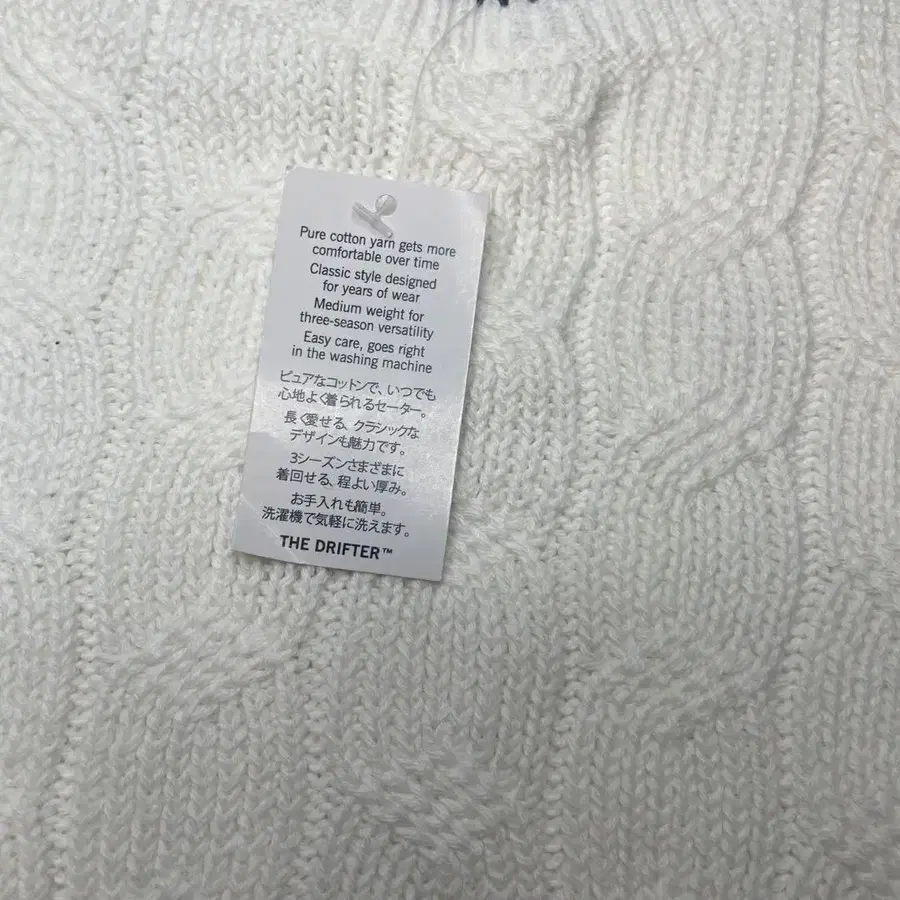 Pure cotton yarn gets more
comfortable over time
Classic style designed
for years of wear
Medium weight for
three-season versatility
Easy care, goes right
in the washing machine
ピュアなコットンで、いつでも
心地よく着られるセーター。
長く愛せる、クラシックな
デザインも魅力です。
3シーズンさまざまに
着回せる、程よい厚み。
お手入れも簡単。
洗濯機で気軽に洗えます。
THE DRIFTER™